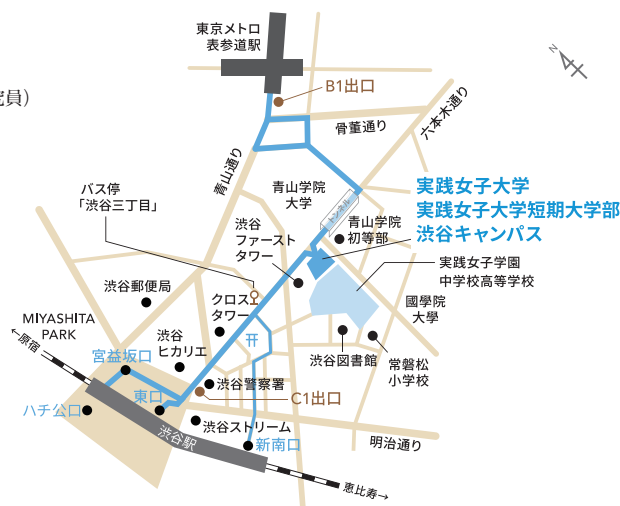 東京メトロ
表参道駅
N
員)
B1出口
骨董通り
六本木通り
青山通り
バス停
「渋谷三丁目」
青山学院
大学
トンネル
実践女子大学
実践女子大学短期大学部
渋谷キャンパス
青山学院
初等部
渋谷
ファースト
タワー
実践女子学園
中学校高等学校
渋谷郵便局
クロス
タワー
國學院
大學
MIYASHITA
PARK
渋谷
ヒカリエ
渋谷図書館
常磐松
小学校
←原宿
宮益坂口
渋谷警察署
C1出口
ハチ公口
東口
渋谷ストリーム
渋谷駅
新南口
明治通り
恵比寿→